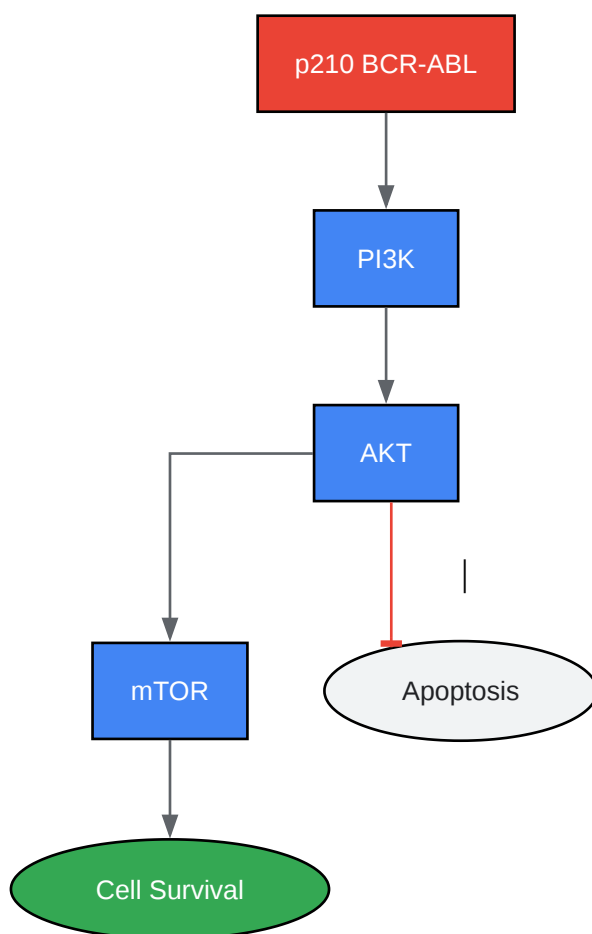 p210 BCR-ABL
PI3K
AKT
|
mTOR
Apoptosis
Cell Survival